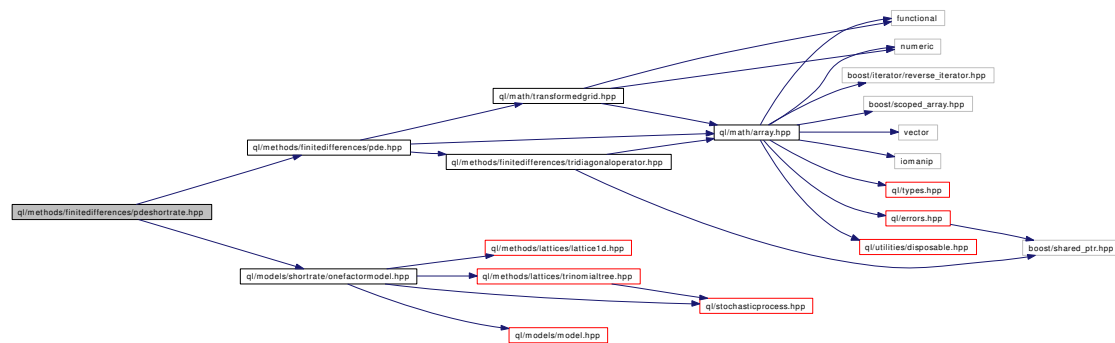 functional
numeric
boost/iterator/reverse_iterator.hpp
ql/math/transformedgrid.hpp
boost/scoped_array.hpp
ql/math/array.hpp
vector
ql/methods/finitedifferences/pde.hpp
ql/methods/finitedifferences/tridiagonaloperator.hpp
iomanip
ql/types.hpp
ql/methods/finitedifferences/pdeshortrate.hpp
ql/errors.hpp
ql/methods/lattices/lattice1d.hpp
ql/utilities/disposable.hpp
boost/shared_ptr.hpp
ql/models/shortrate/onefactormodel.hpp
ql/methods/lattices/trinomialtree.hpp
ql/stochasticprocess.hpp
ql/models/model.hpp